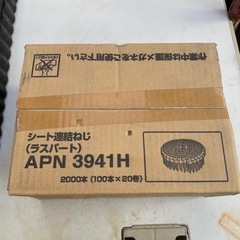 作業中は保護メガネをご使用下さい。
シート連結ねじ
(ラスパート)
APN 3941H
2000本 (100本×20巻)